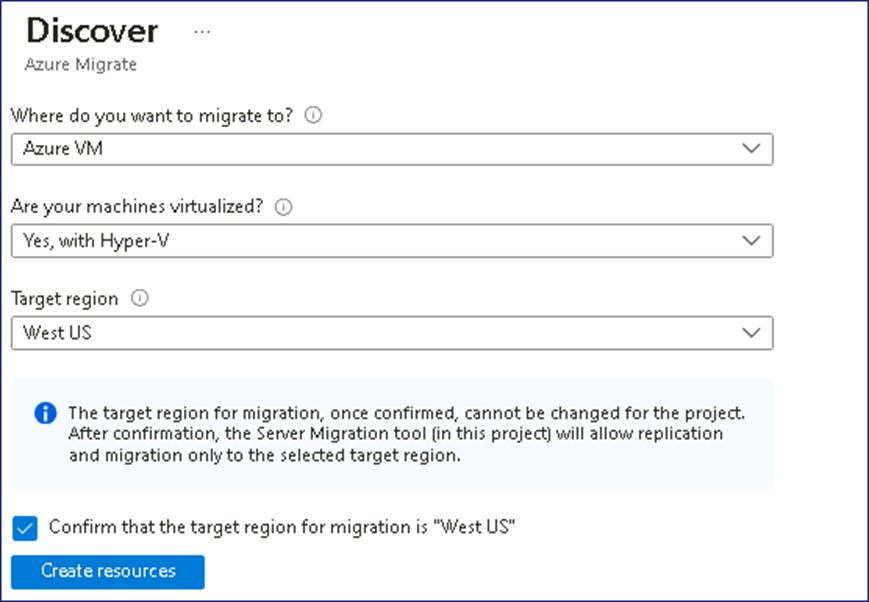 Discover ...
Azure Migrate
Where do you want to migrate to?
Azure VM
Are your machines virtualized?
Yes, with Hyper-V
Target region
West US
The target region for migration, once confirmed, cannot be changed for the project.
After confirmation, the Server Migration tool (in this project) will allow replication
and migration only to the selected target region.
Confirm that the target region for migration is "West US"
Create resources